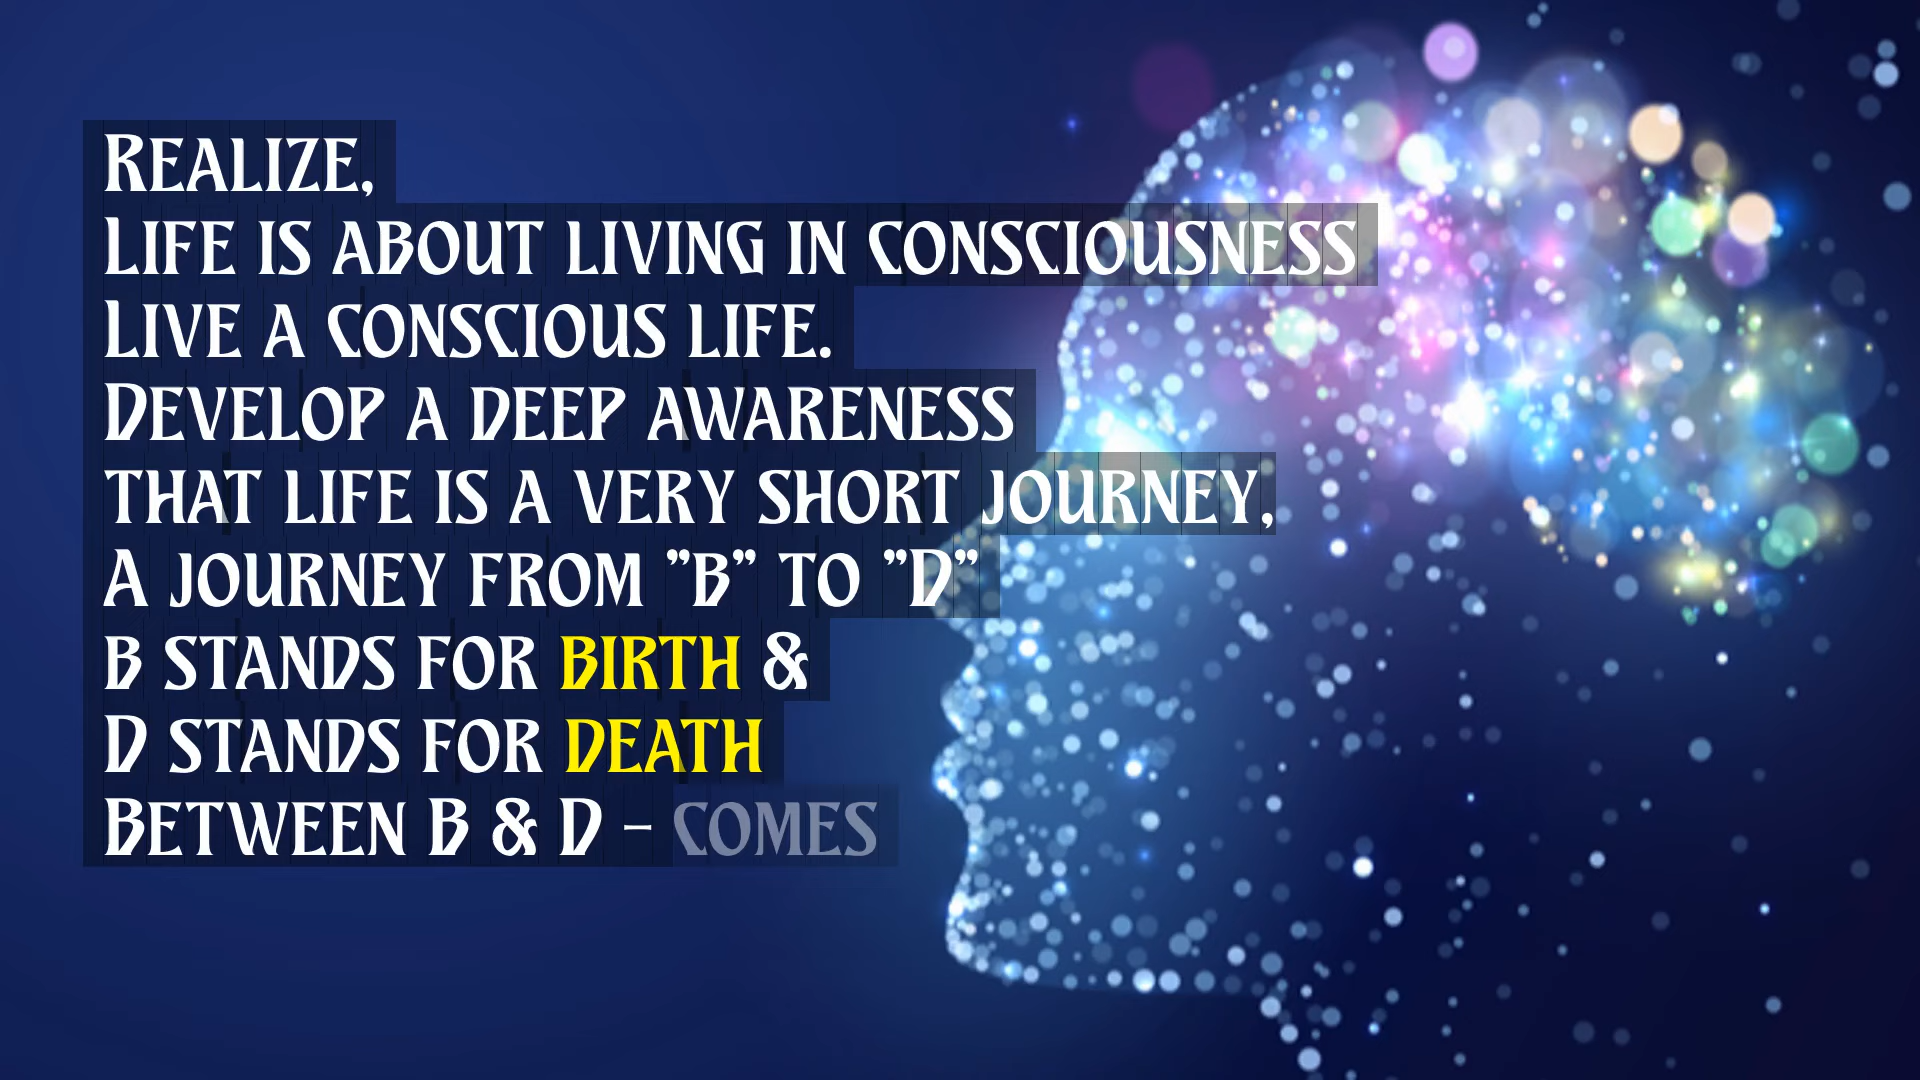 Realize,
Life is about living in consciousness
Live a conscious life.
Develop a deep awareness
that life is a very short journey,
A journey from ”B” to ”D”
B stands for BIRTH &
D stands for DEATH
Between B & D – comes